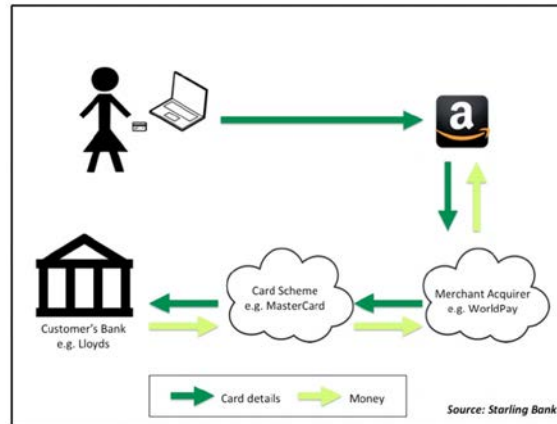 a
Card Scheme
e.g. MasterCard
Merchant Acquirer
e.g. WorldPay
Customer's Bank
e.g. Lloyds
Card details
Money
Source: Starling Bank